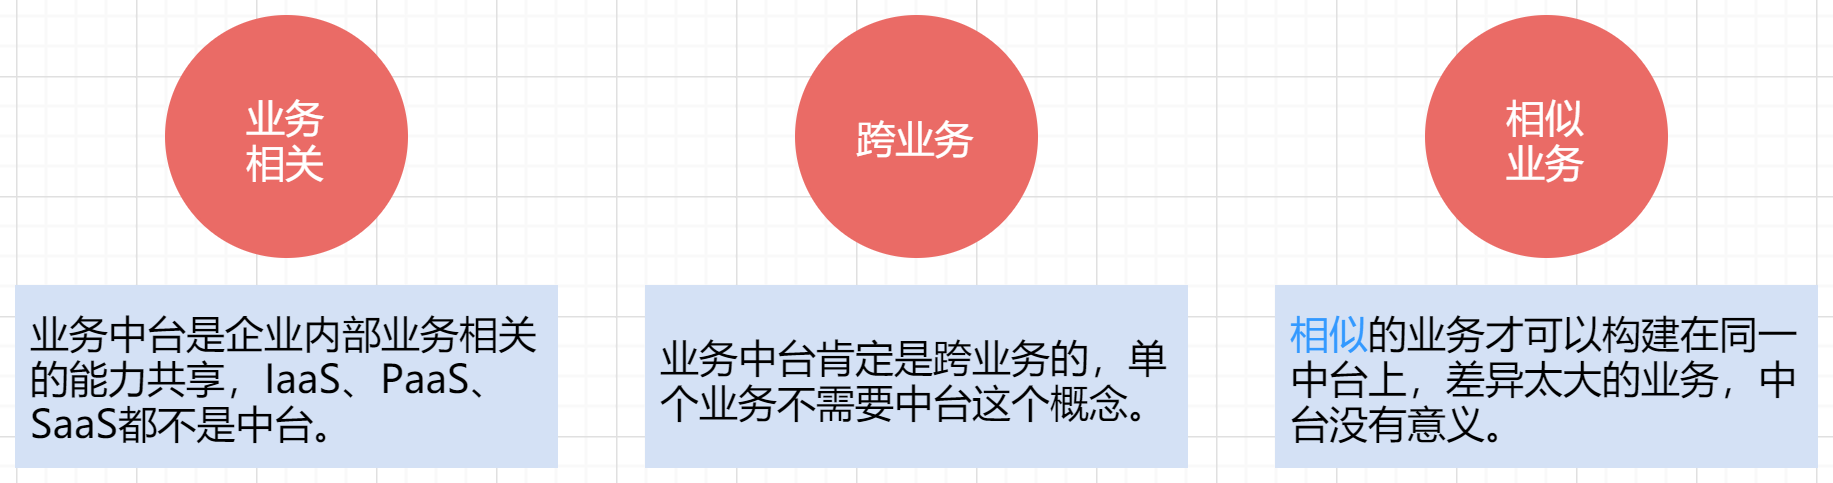 业务
相关
业务中台是企业内部业务相关
的能力共享，IaaS、PaaS、
SaaS都不是中台。
跨业务
业务中台肯定是跨业务的，单
个业务不需要中台这个概念。
相似
业务
相似的业务才可以构建在同一
中台上，差异太大的业务，中
台没有意义。